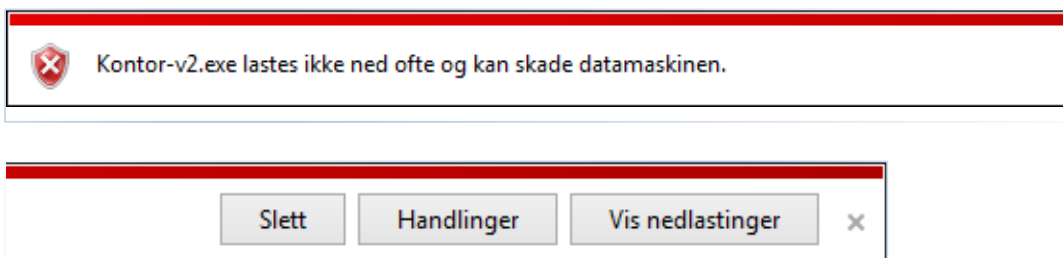 Kontor-v2.exe lastes ikke ned ofte og kan skade datamaskinen.
Slett Handlinger Vis nedlastinger